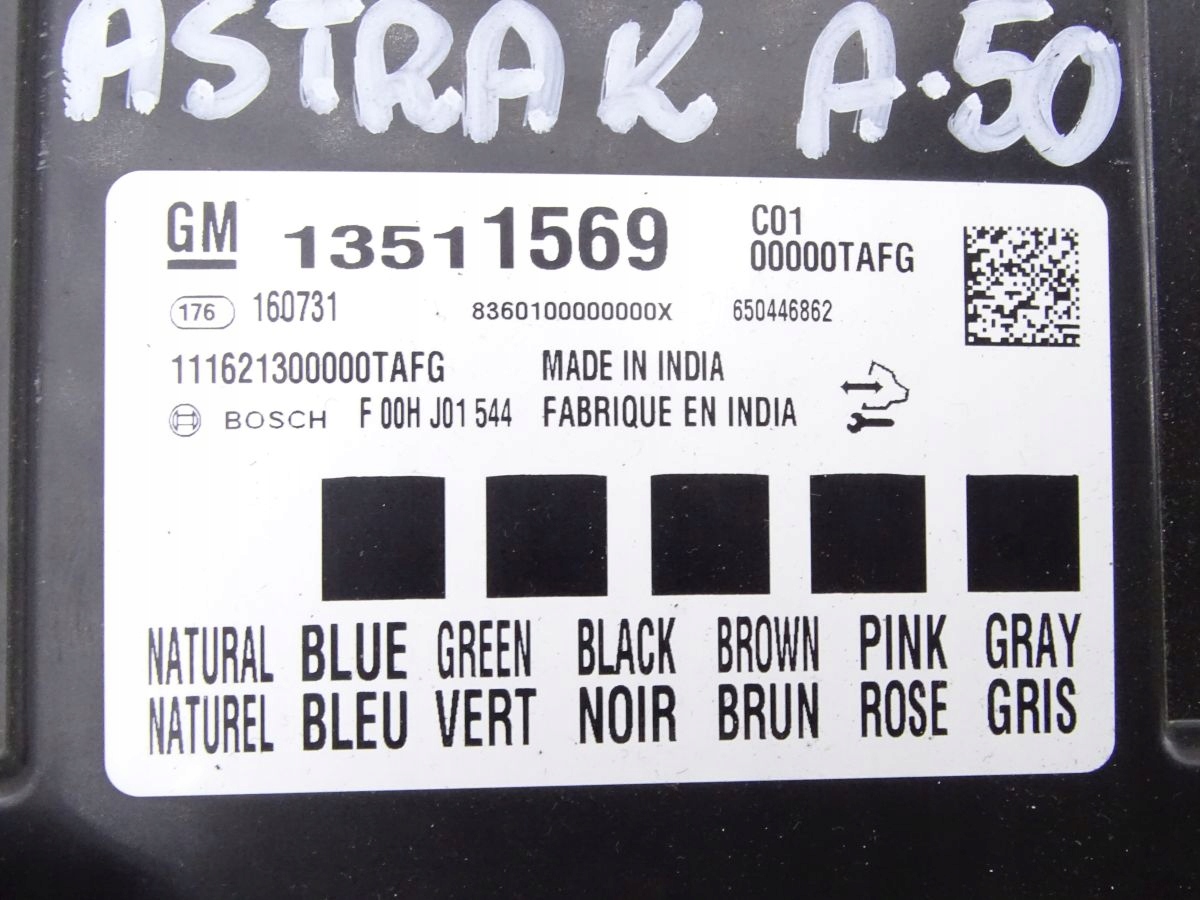 ASTRA K A·50
GM 13511569 C01
00000TAFG
176 160731 8360100000000X 650446862
111621300000TAFG MADE IN INDIA
BOSCH F 00H J01 544 FABRIQUE EN INDIA
NATURAL BLUE GREEN BLACK BROWN PINK GRAY
NATUREL BLEU VERT NOIR BRUN ROSE GRIS